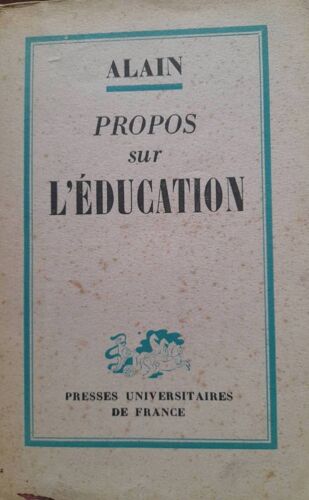 ALAIN
PROPOS
sur
L'ÉDUCATION
PRESSES UNIVERSITAIRES
DE FRANCE